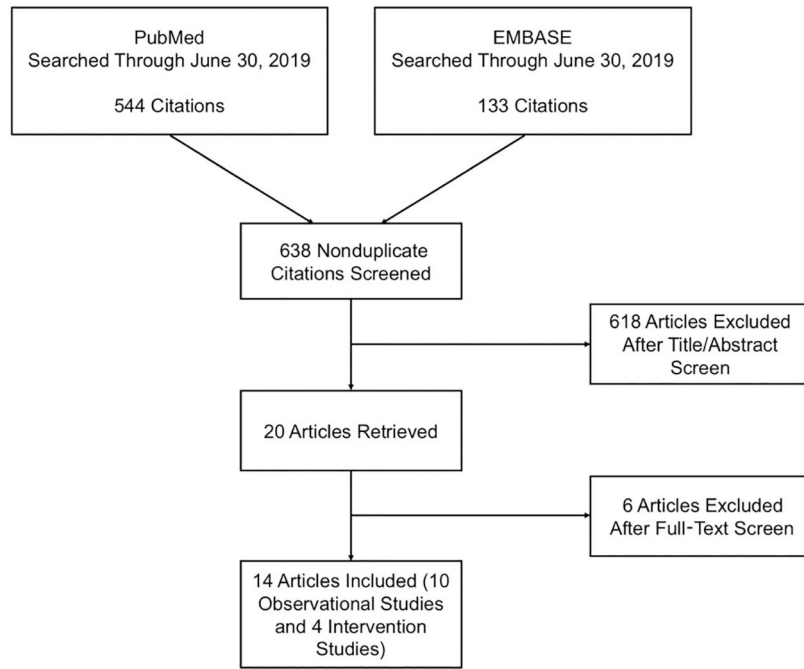 PubMed
Searched Through June 30, 2019
544 Citations
EMBASE
Searched Through June 30, 2019
133 Citations
638 Nonduplicate
Citations Screened
618 Articles Excluded
After Title/Abstract
Screen
20 Articles Retrieved
6 Articles Excluded
After Full-Text Screen
14 Articles Included (10
Observational Studies
and 4 Intervention
Studies)